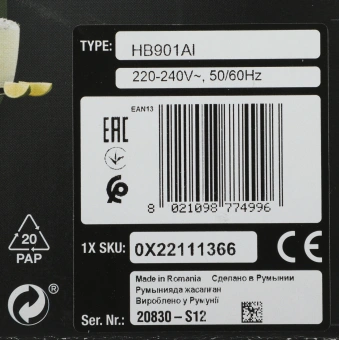 TYPE: HB901AI
220-240V~, 50/60Hz
EAN13
EAC
8 021098 774996
20
PAP
1X SKU: 0X22111366
CE
Made in Romania Сделано в Румынии
Румынияда жасалған
Вироблено у Румунії
Ser. Nr.: 20830 - S12